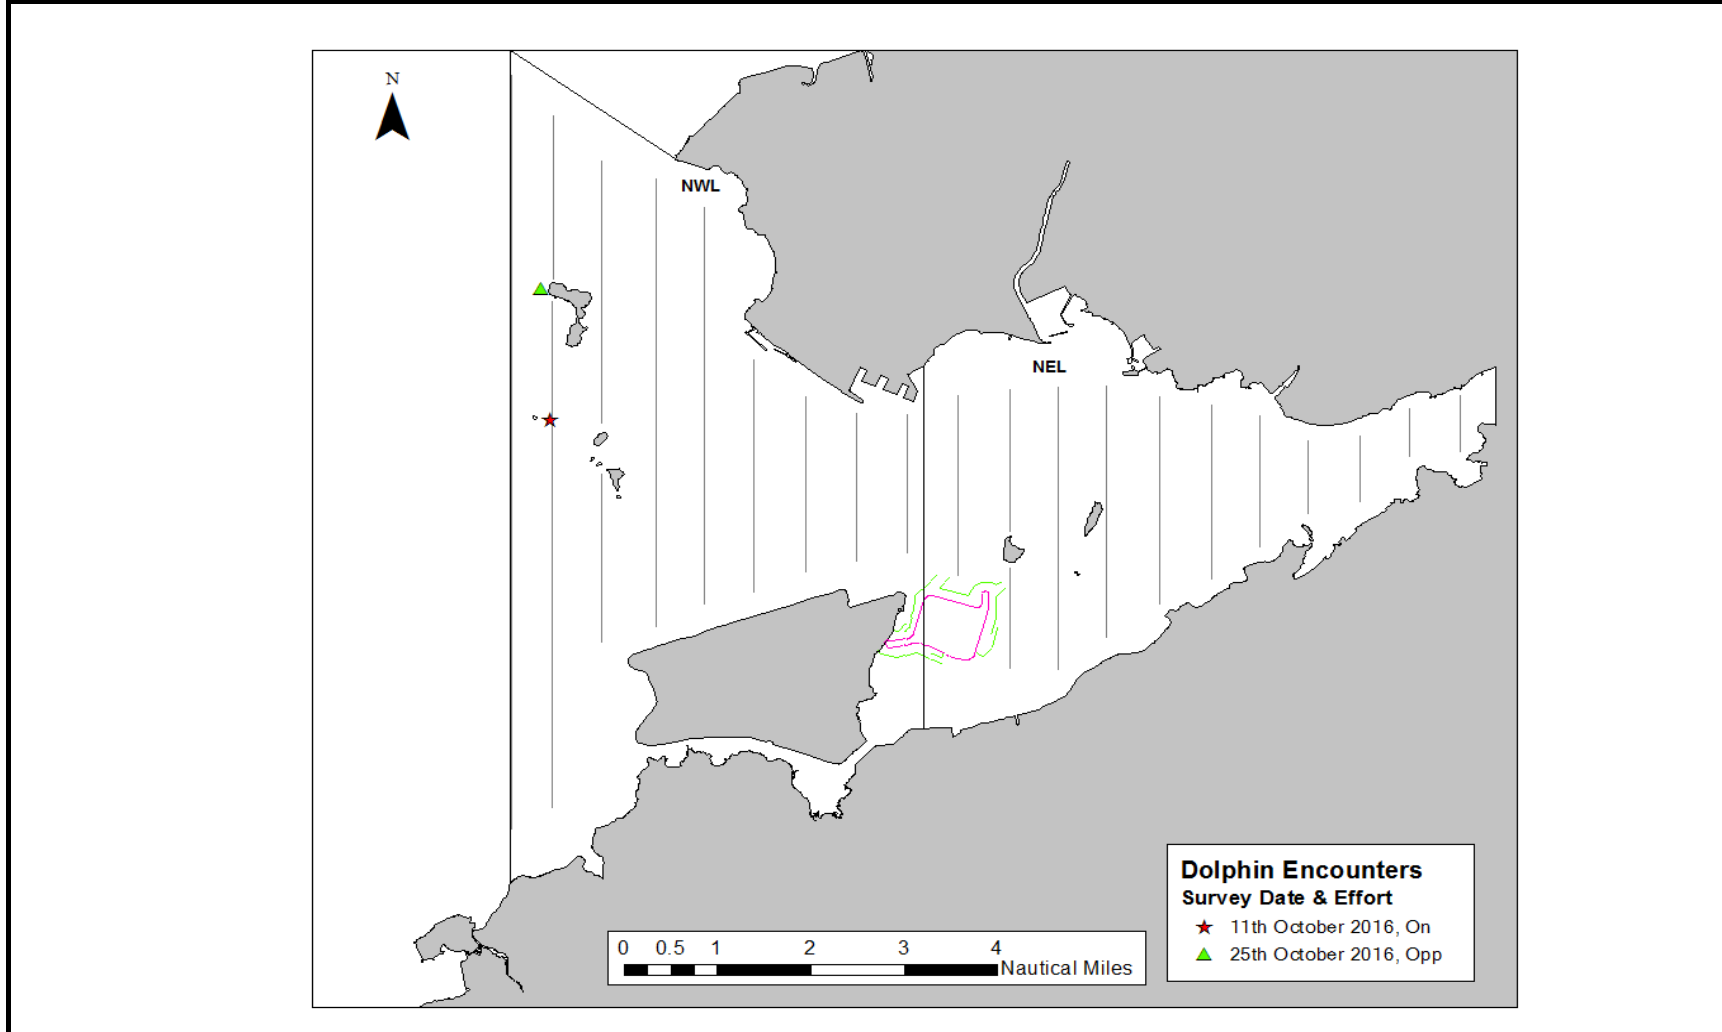 N
NWL
NEL
Dolphin Encounters
Survey Date & Effort
11th October 2016, On
25th October 2016, Opp
0 0.5 1 2 3 4
Nautical Miles